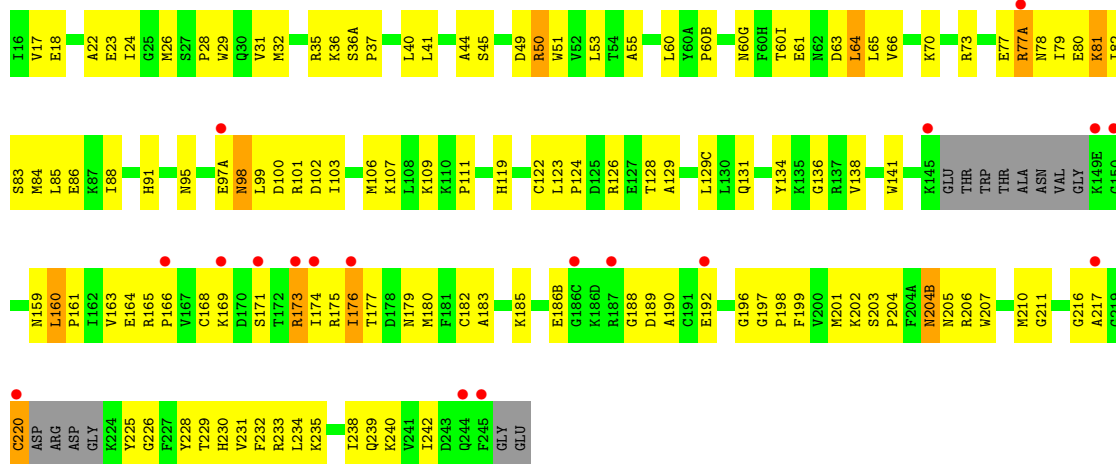 I16 V17 E18 A22 E23 I24 G25 M26 S27 P28 W29 Q30 V31 M32 R35 K36 S36A P37 L40 L41 A44 S45 D49 R50 W51 V52 L53 T54 A55 L60 Y60A P60B N60G F60H T60I E61 N62 D63 L64 L65 V66 K70 R73 E77 R77A N78 I79 E80 K81 I82
S83 M84 L85 E86 K87 I88 H91 N95 E97A N98 L99 D100 R101 D102 I103 M106 K107 L108 K109 K110 P111 H119 C122 L123 P124 D125 R126 E127 T128 A129 L129C L130 Q131 Y134 K135 G136 R137 V138 W141 K145 GLU THR TRP THR ALA ASN VAL GLY K149E G150
N159 L160 P161 I162 V163 E164 R165 P166 V167 C168 K169 D170 S171 T172 R173 I174 R175 I176 T177 D178 N179 M180 F181 C182 A183 K185 E186B G186C K186D R187 G188 D189 A190 C191 E192 G196 G197 P198 F199 V200 M201 K202 S203 P204 F204A N204B N205 R206 W207 M210 G211 G216 A217 G219
C220 ASP ARG ASP GLY K224 Y225 G226 F227 Y228 T229 H230 V231 F232 R233 L234 K235 I238 Q239 K240 V241 I242 D243 Q244 F245 GLY GLU